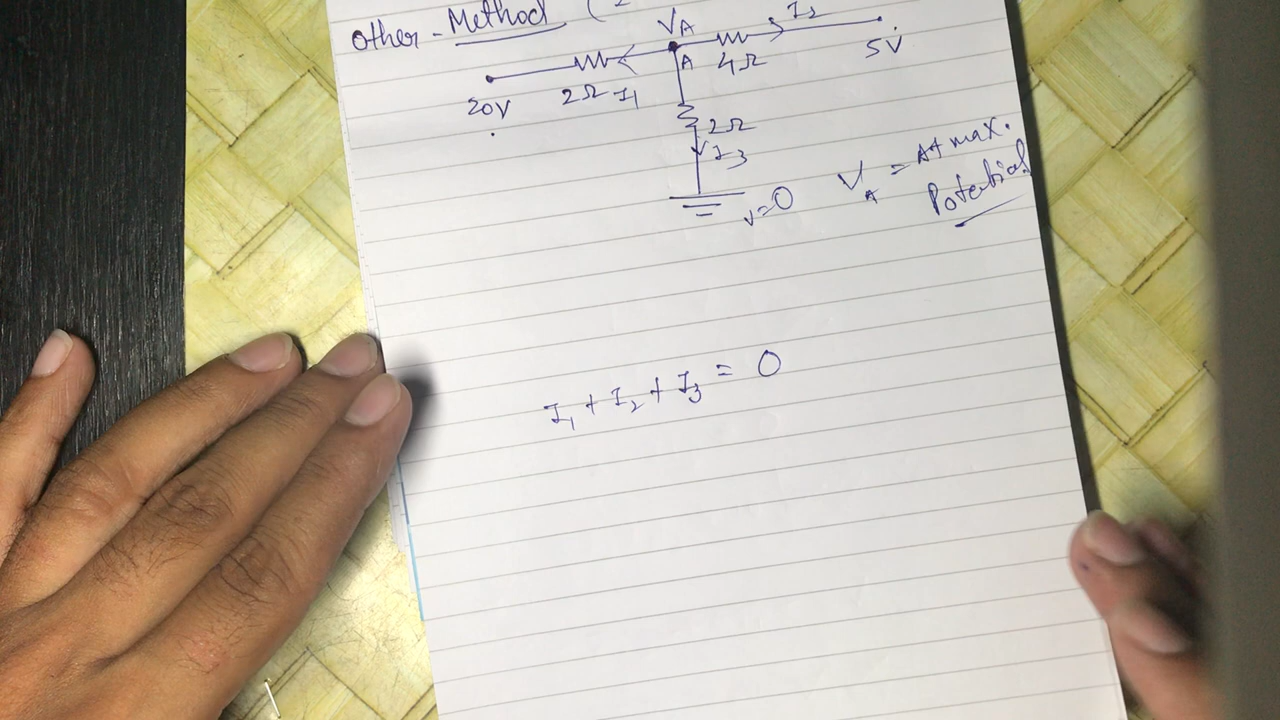 Other - Method (
VA I2
A 4Ω 5V
20V 2Ω I1
2Ω
I3
V=0
VA = At max.
Potential
I1 + I2 + I3 = 0